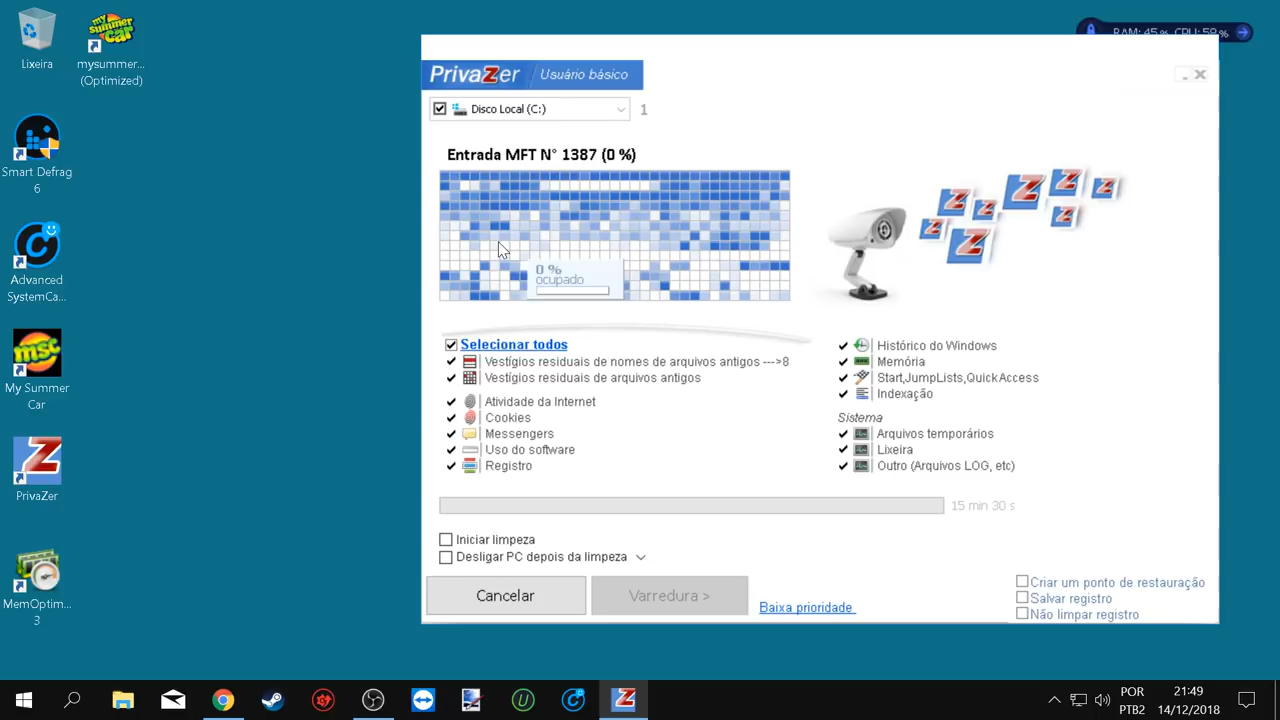 Lixeira
my
summer
car
mysummer...
(Optimized)
Smart Defrag
6
Advanced
SystemCa...
msc
My Summer
Car
PrivaZer
MemOptim...
3
RAM: 45 % CPU: 58 %
PrivaZer Usuário básico
Disco Local (C:) 1
Entrada MFT N° 1387 (0 %)
0 %
ocupado
Selecionar todos
Vestígios residuais de nomes de arquivos antigos --->8
Vestígios residuais de arquivos antigos
Atividade da Internet
Cookies
Messengers
Uso do software
Registro
Histórico do Windows
Memória
Start,JumpLists,QuickAccess
Indexação
Sistema
Arquivos temporários
Lixeira
Outro (Arquivos LOG, etc)
15 min 30 s
Iniciar limpeza
Desligar PC depois da limpeza
Cancelar
Varredura >
Baixa prioridade
Criar um ponto de restauração
Salvar registro
Não limpar registro
POR
PTB2
21:49
14/12/2018